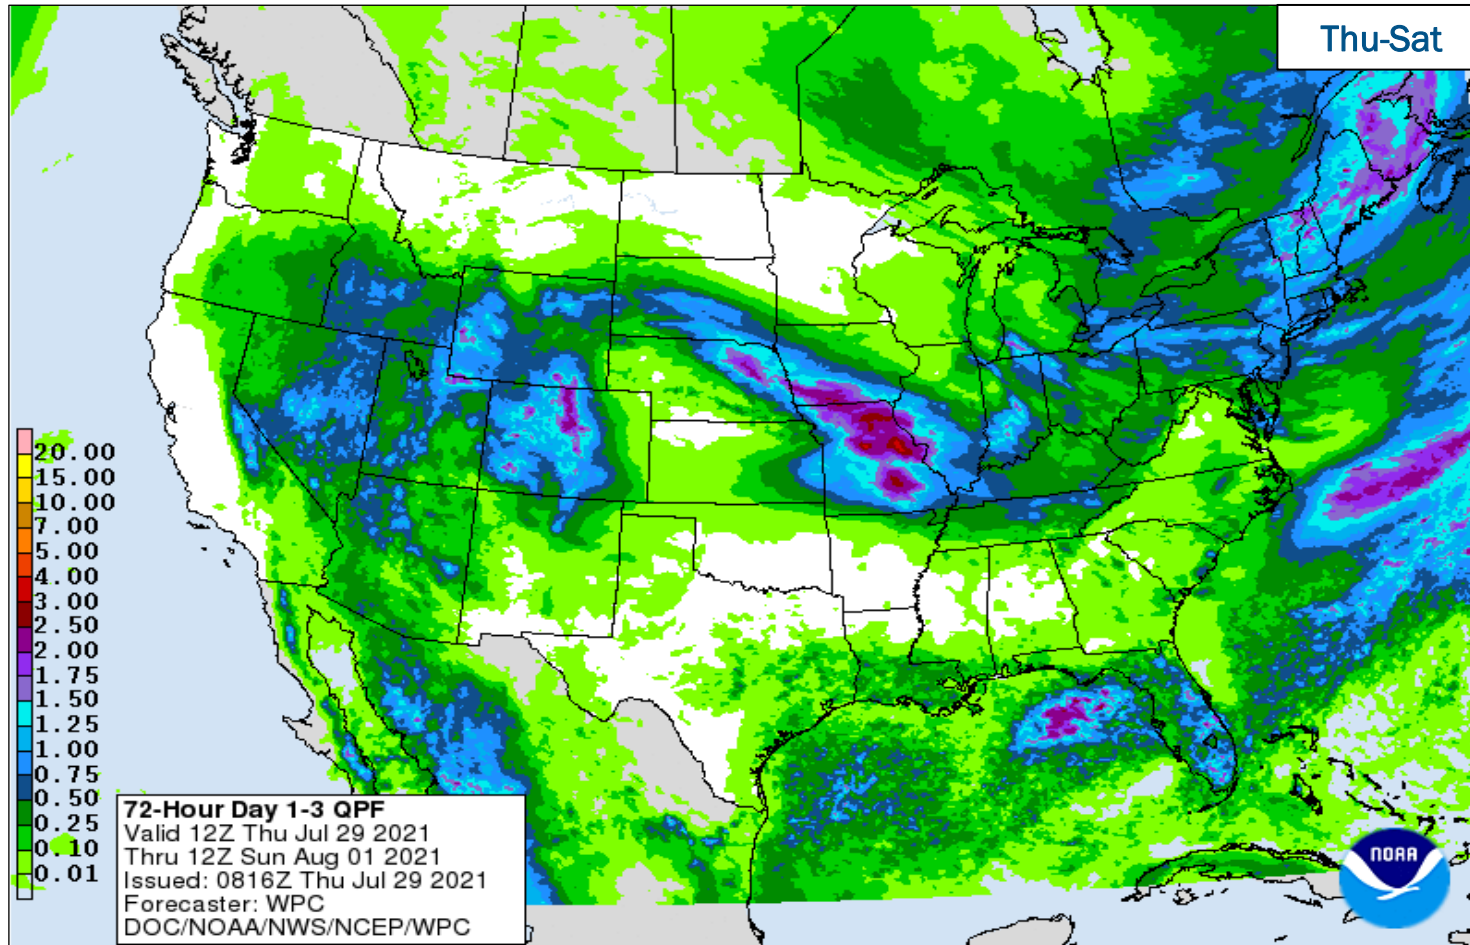 Thu-Sat
20.00
15.00
10.00
7.00
5.00
4.00
3.00
2.50
2.00
1.75
1.50
1.25
1.00
0.75
0.50
0.25
0.10
0.01
72-Hour Day 1-3 QPF
Valid 12Z Thu Jul 29 2021
Thru 12Z Sun Aug 01 2021
Issued: 0816Z Thu Jul 29 2021
Forecaster: WPC
DOC/NOAA/NWS/NCEP/WPC
NOAA